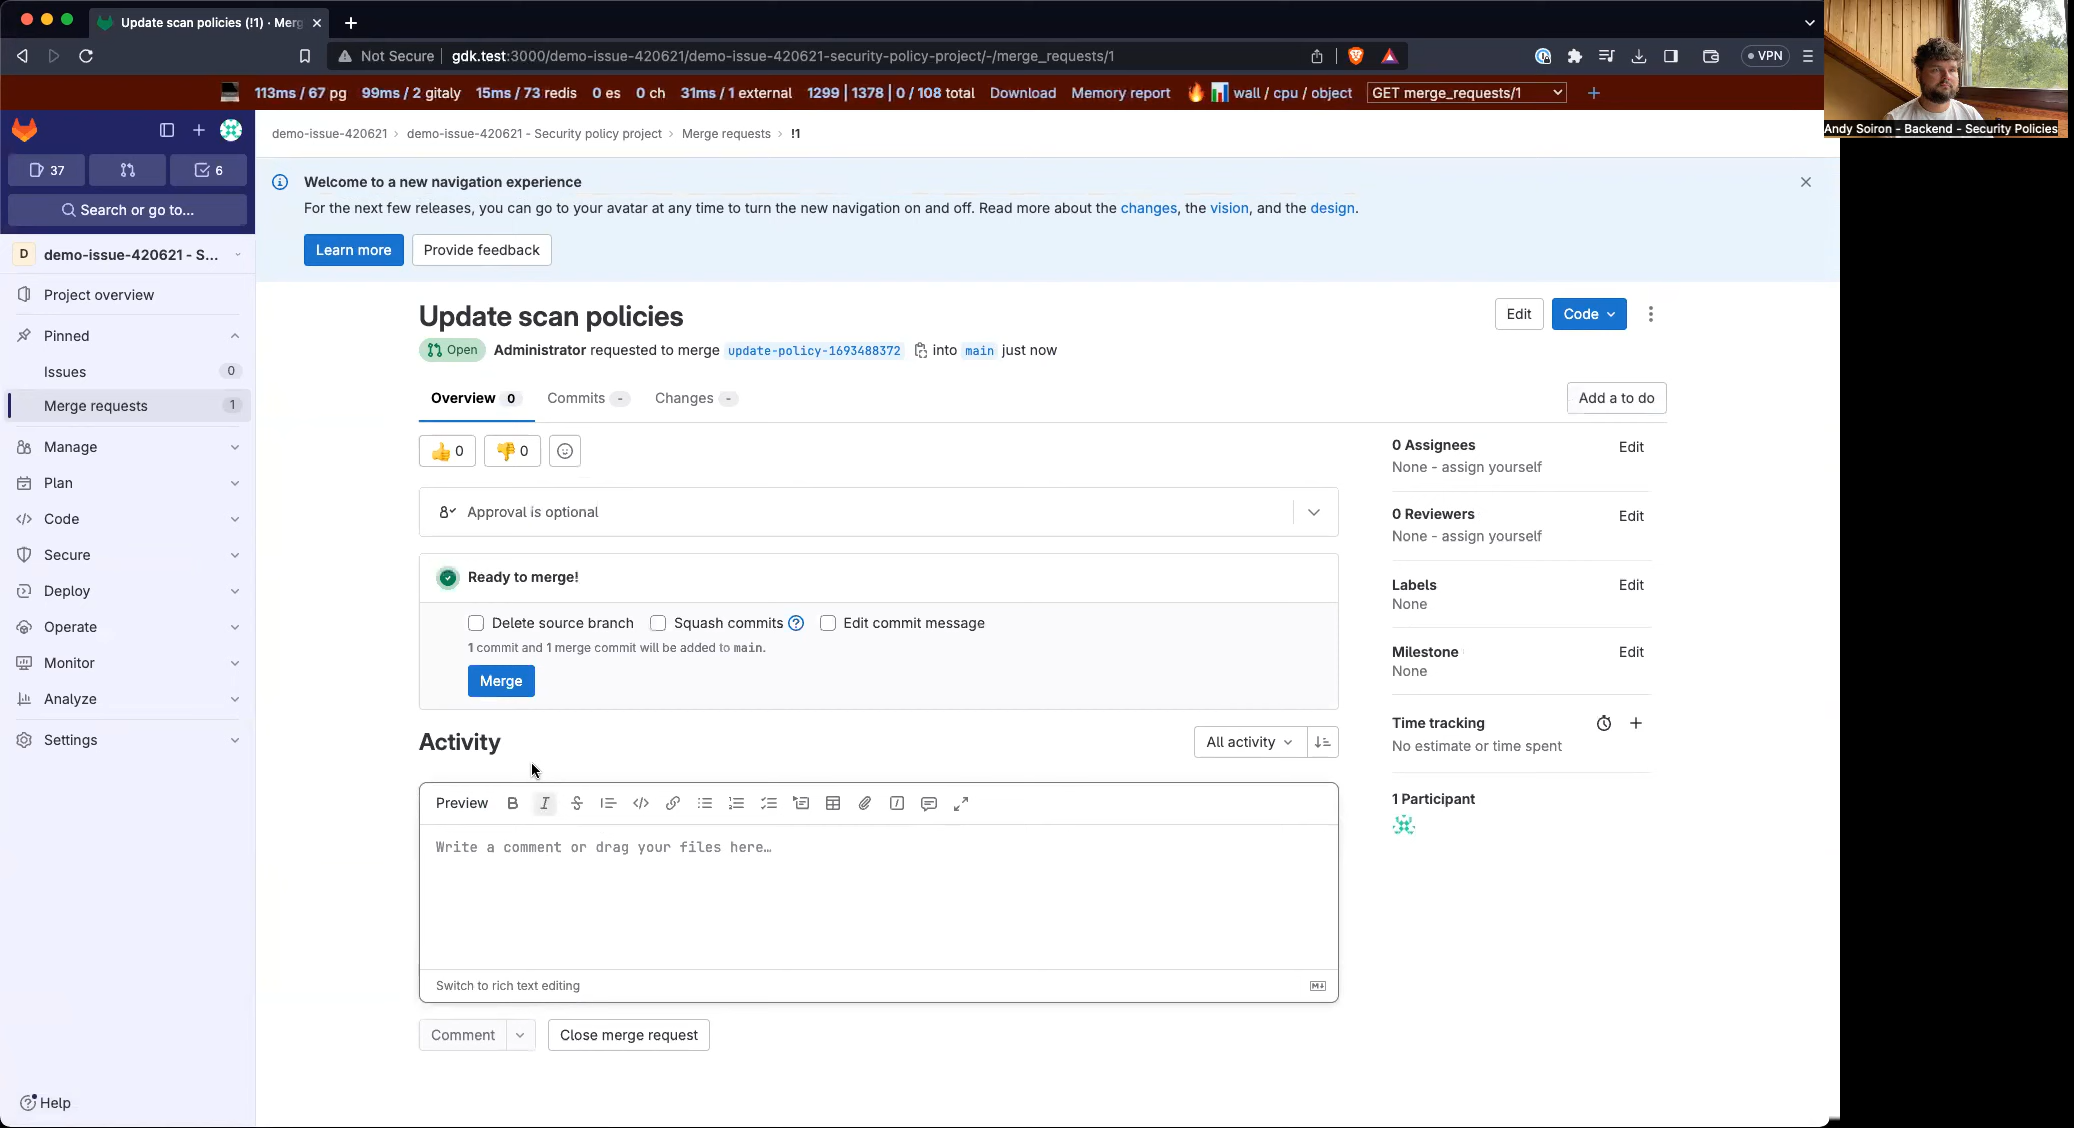 Update scan policies (!1) · Merg
Not Secure gdk.test:3000/demo-issue-420621/demo-issue-420621-security-policy-project/-/merge_requests/1
VPN
113ms / 67 pg 99ms / 2 gitaly 15ms / 73 redis 0 es 0 ch 31ms / 1 external 1299 | 1378 | 0 / 108 total Download Memory report wall / cpu / object GET merge_requests/1 +
Andy Soiron - Backend - Security Policies
demo-issue-420621 › demo-issue-420621 - Security policy project › Merge requests › !1
37
6
Search or go to...
Welcome to a new navigation experience
For the next few releases, you can go to your avatar at any time to turn the new navigation on and off. Read more about the changes, the vision, and the design.
Learn more
Provide feedback
D demo-issue-420621 - S...
Project overview
Pinned
Issues 0
Merge requests 1
Manage
Plan
Code
Secure
Deploy
Operate
Monitor
Analyze
Settings
Help
Update scan policies
Edit
Code
Open Administrator requested to merge update-policy-1693488372 into main just now
Overview 0
Commits -
Changes -
Add a to do
0
0
Approval is optional
Ready to merge!
Delete source branch
Squash commits ?
Edit commit message
1 commit and 1 merge commit will be added to main.
Merge
Activity
All activity
Preview B I S
Write a comment or drag your files here…
Switch to rich text editing
M
Comment
Close merge request
0 Assignees Edit
None - assign yourself
0 Reviewers Edit
None - assign yourself
Labels Edit
None
Milestone Edit
None
Time tracking
No estimate or time spent
1 Participant